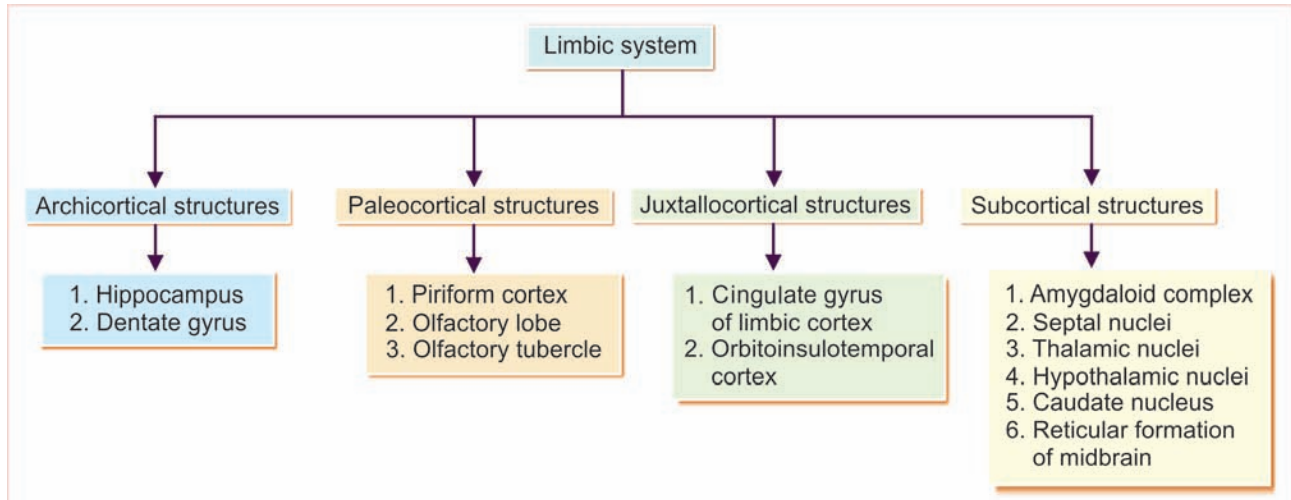 Limbic system
Archicortical structures
Paleocortical structures
Juxtallocortical structures
Subcortical structures
1. Hippocampus
2. Dentate gyrus
1. Piriform cortex
2. Olfactory lobe
3. Olfactory tubercle
1. Cingulate gyrus
of limbic cortex
2. Orbitoinsulotemporal
cortex
1. Amygdaloid complex
2. Septal nuclei
3. Thalamic nuclei
4. Hypothalamic nuclei
5. Caudate nucleus
6. Reticular formation
of midbrain